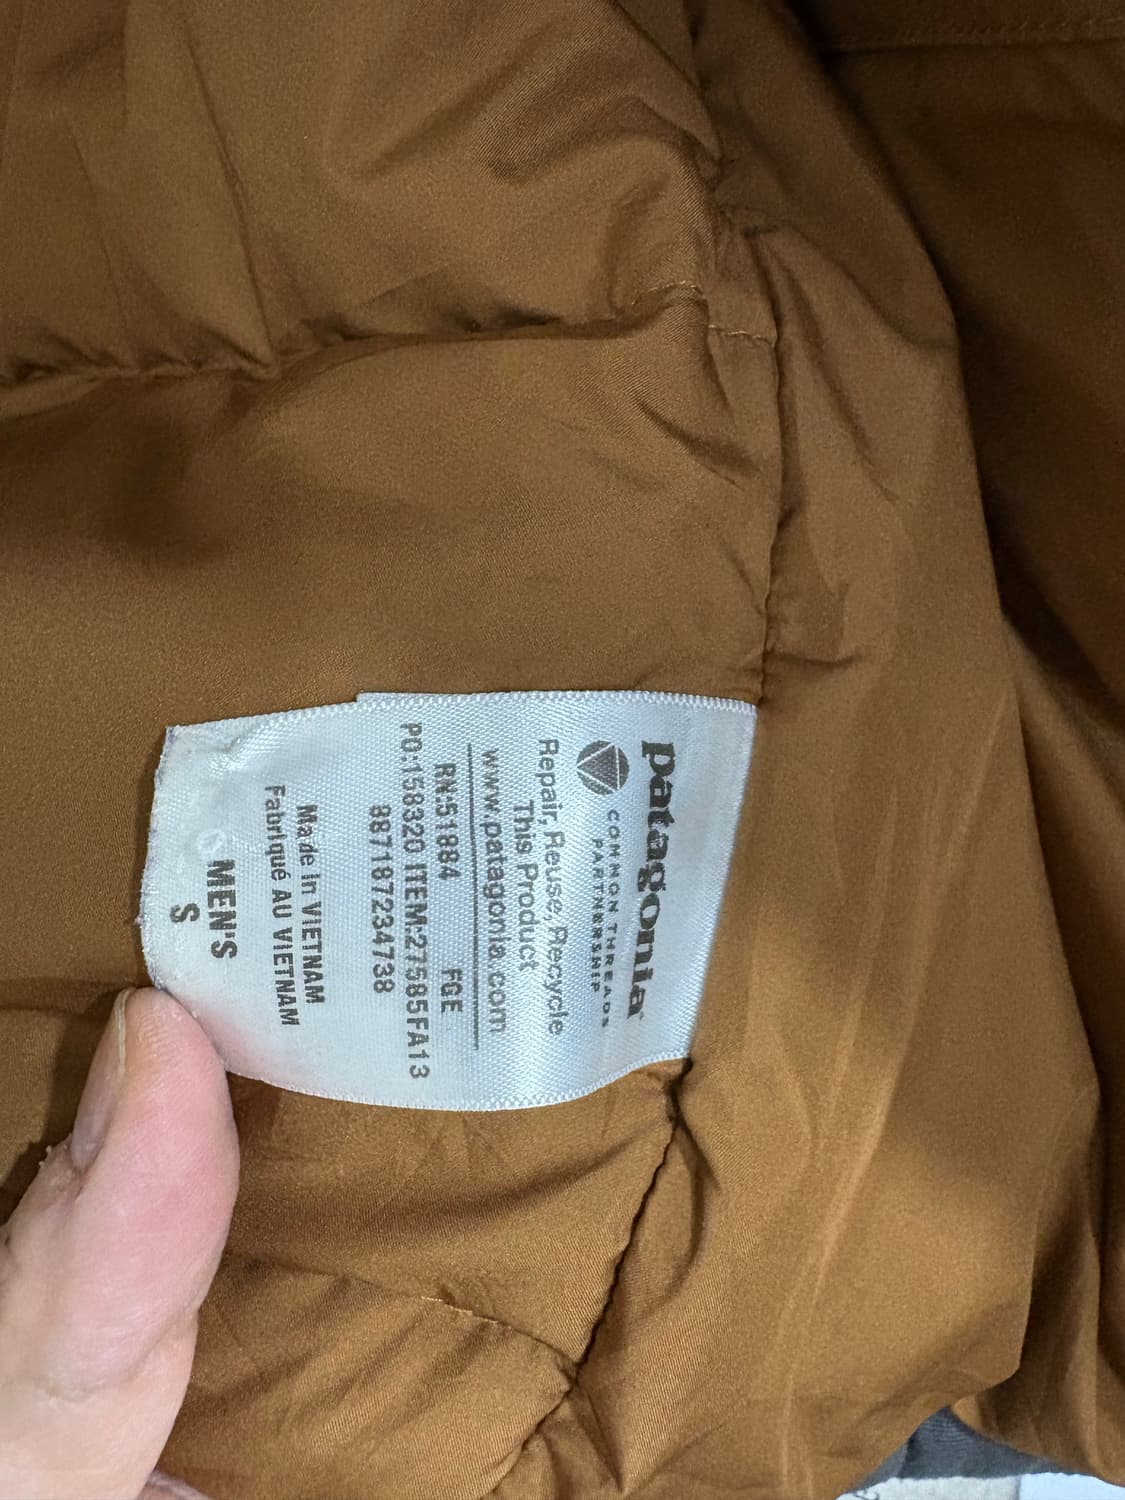 patagonia®
COMMON THREADS
PARTNERSHIP
Repair, Reuse, Recycle
This Product
www.patagonia.com
RN:51884 FGE
PO:158320 ITEM:27585FA13
887187234738
Made In VIETNAM
Fabriqué AU VIETNAM
MEN'S
S